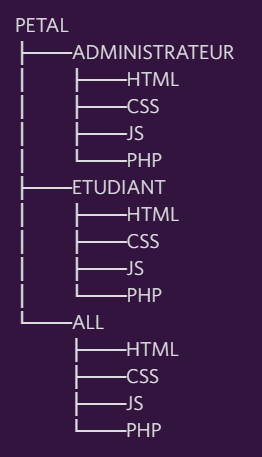 PETAL
ADMINISTRATEUR
HTML
CSS
JS
PHP
ETUDIANT
HTML
CSS
JS
PHP
ALL
HTML
CSS
JS
PHP